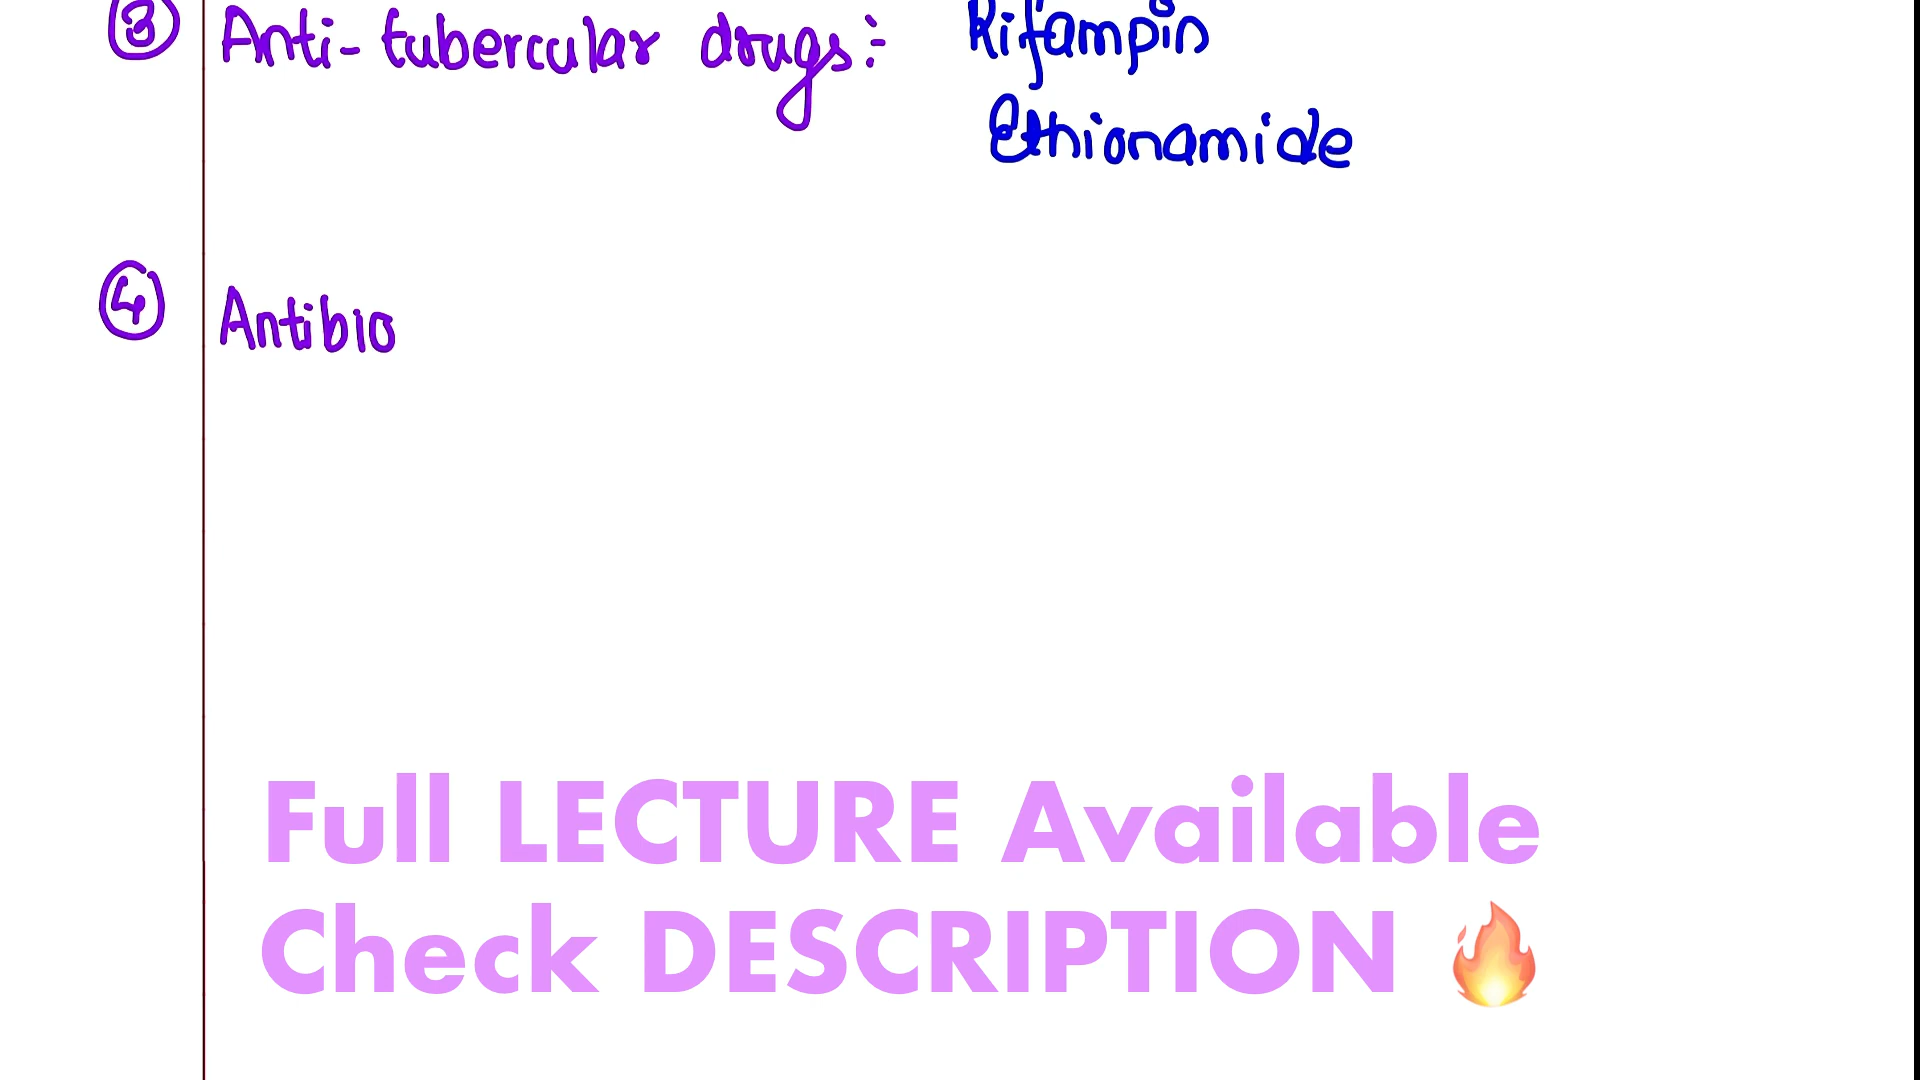 ③ Anti-tubercular drugs:- Rifampin
Ethionamide
④ Antibio
Full LECTURE Available
Check DESCRIPTION 🔥